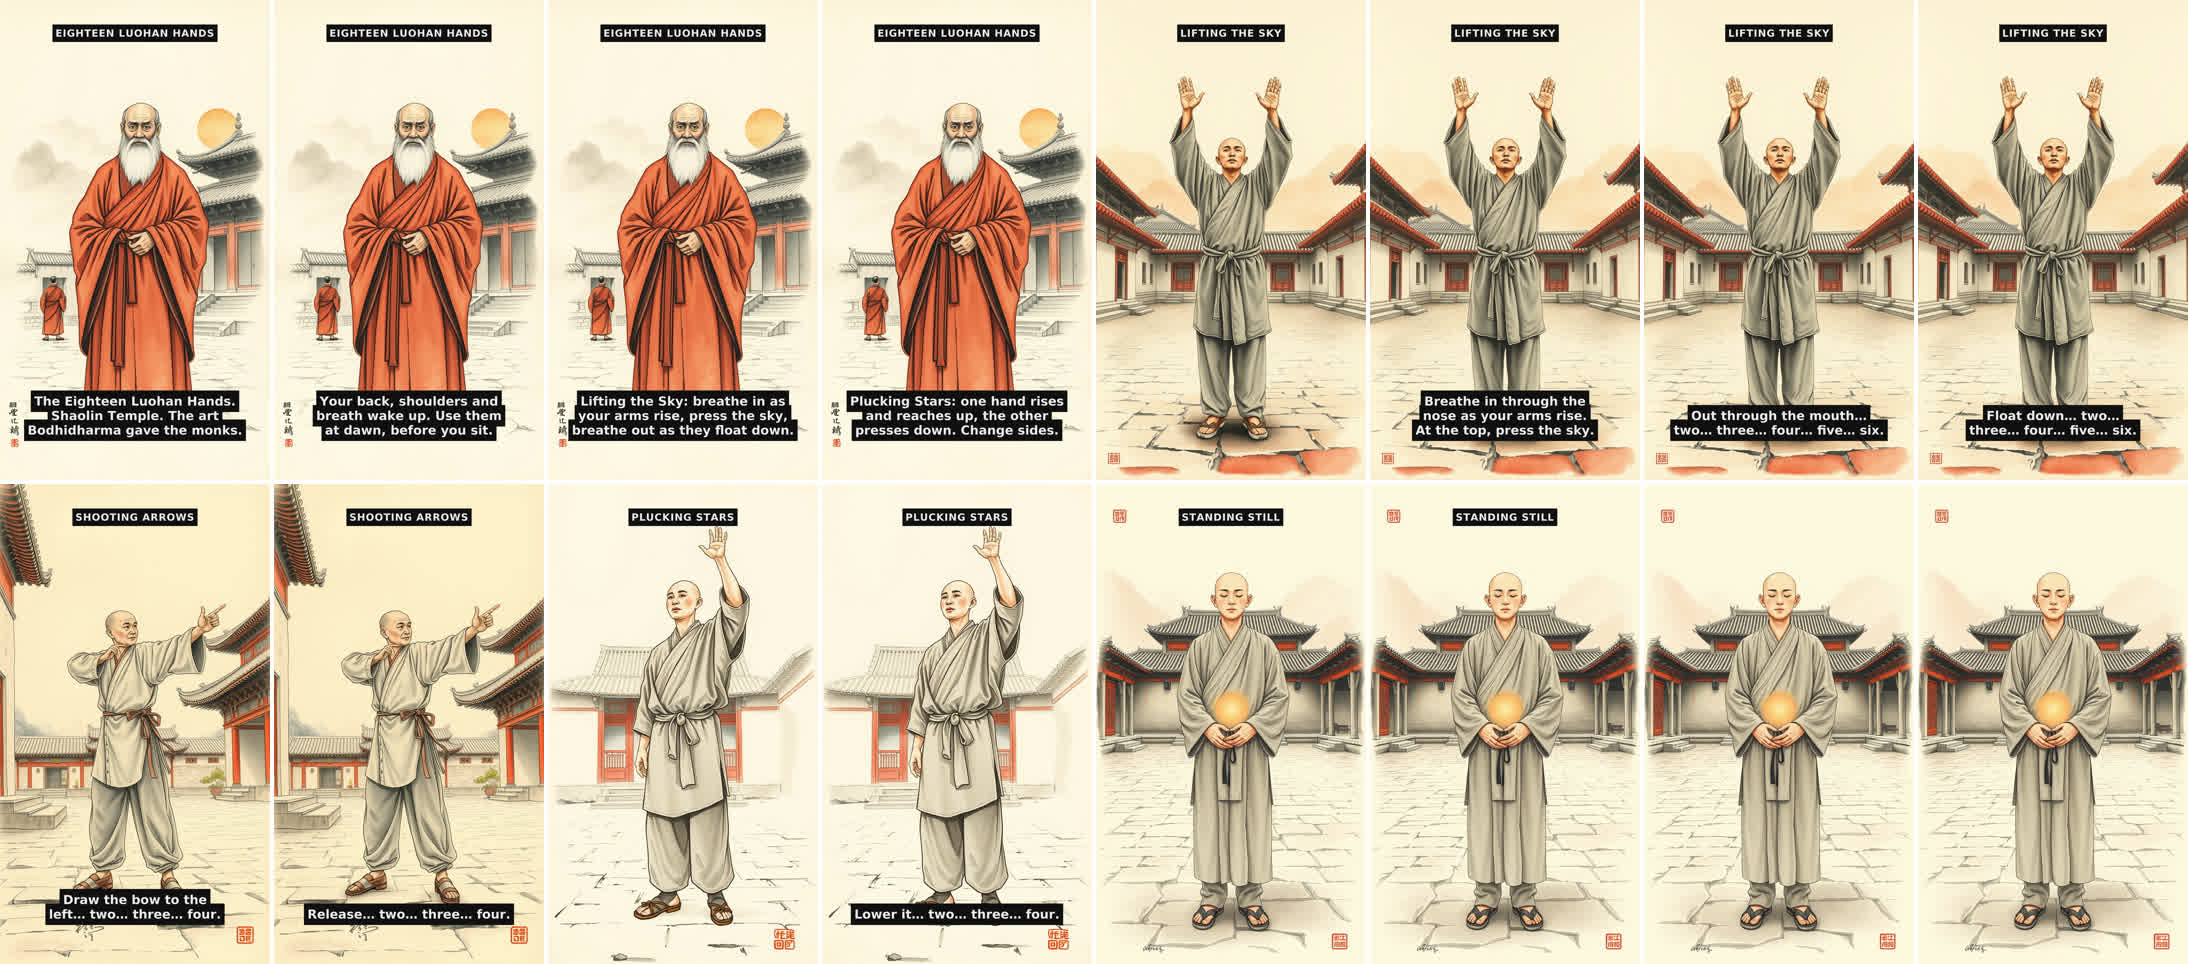 EIGHTEEN LUOHAN HANDS
The Eighteen Luohan Hands.
Shaolin Temple. The art
Bodhidharma gave the monks.
EIGHTEEN LUOHAN HANDS
Your back, shoulders and
breath wake up. Use them
at dawn, before you sit.
EIGHTEEN LUOHAN HANDS
Lifting the Sky: breathe in as
your arms rise, press the sky,
breathe out as they float down.
EIGHTEEN LUOHAN HANDS
Plucking Stars: one hand rises
and reaches up, the other
presses down. Change sides.
LIFTING THE SKY
LIFTING THE SKY
Breathe in through the
nose as your arms rise.
At the top, press the sky.
LIFTING THE SKY
Out through the mouth...
two... three... four... five... six.
LIFTING THE SKY
Float down... two...
three... four... five... six.
SHOOTING ARROWS
Draw the bow to the
left... two... three... four.
SHOOTING ARROWS
Release... two... three... four.
PLUCKING STARS
PLUCKING STARS
Lower it... two... three... four.
STANDING STILL
STANDING STILL